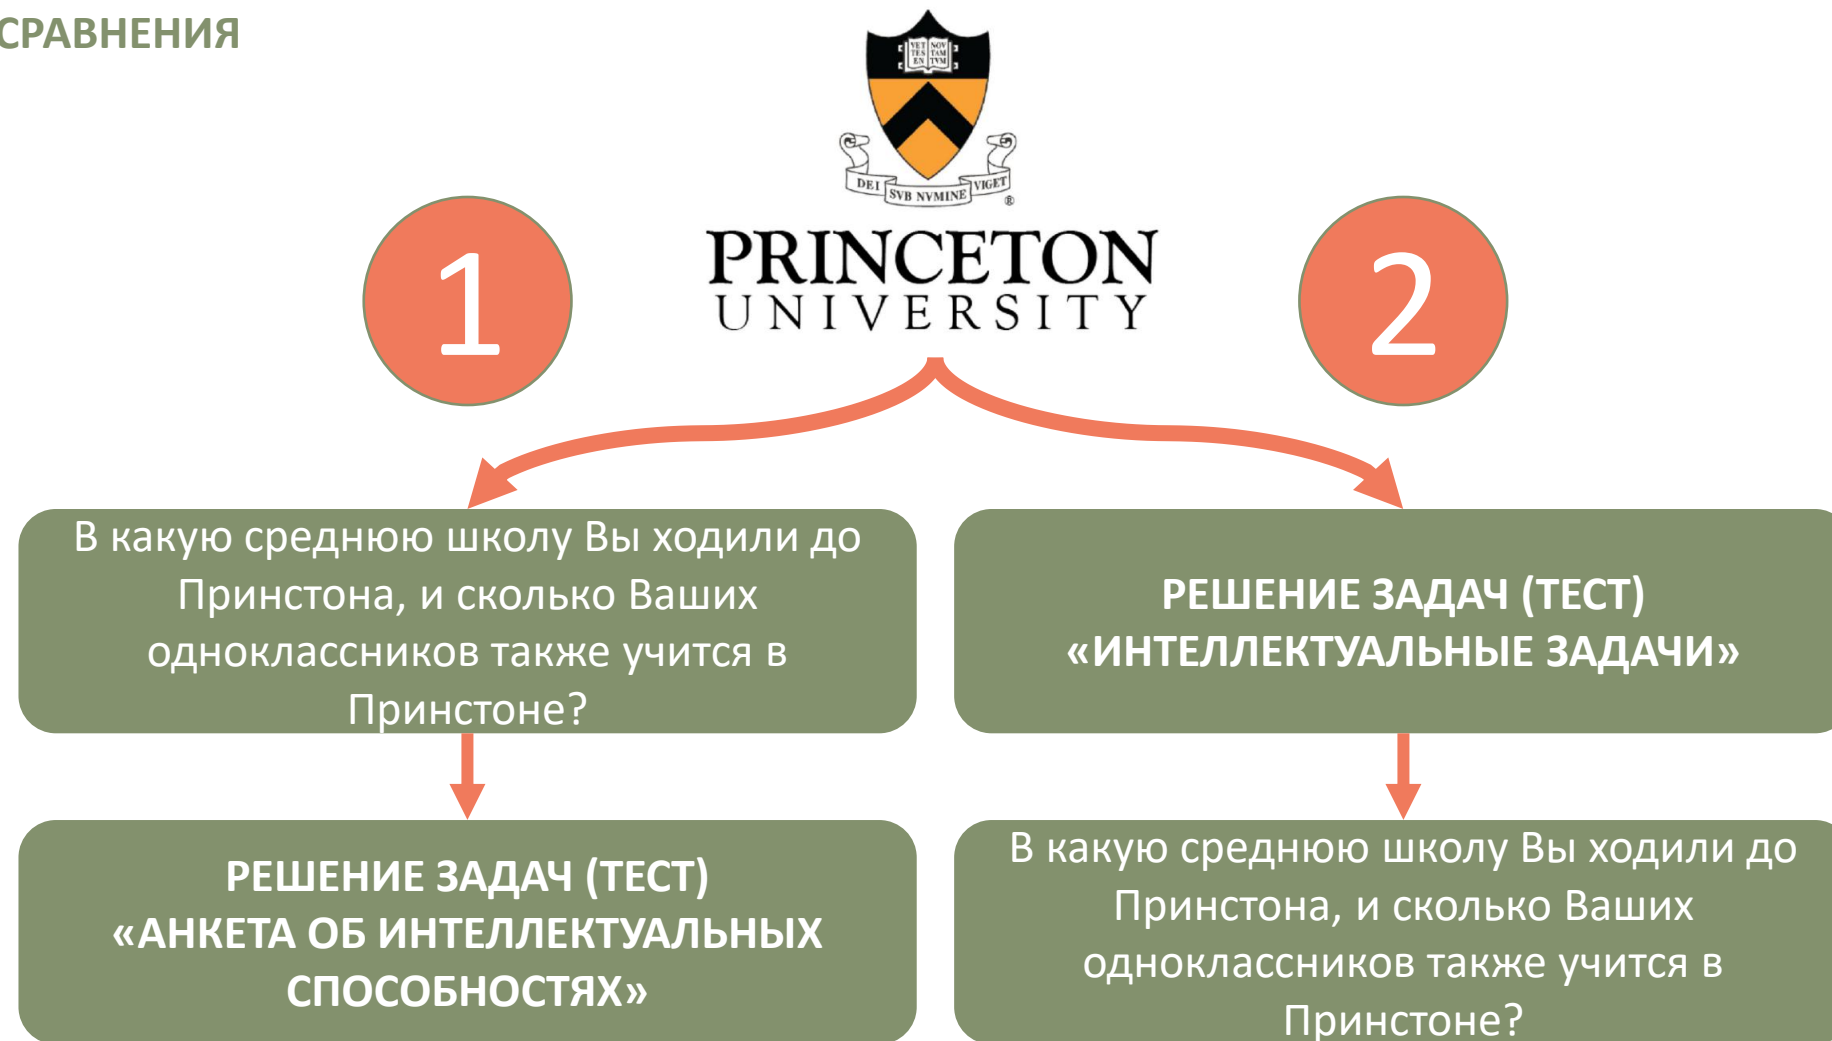 СРАВНЕНИЯ
VET NOV
TES TAM
EN TVM
DEI SVB NVMINE VIGET
®
PRINCETON
UNIVERSITY
1
2
В какую среднюю школу Вы ходили до
Принстона, и сколько Ваших
одноклассников также учится в
Принстоне?
РЕШЕНИЕ ЗАДАЧ (ТЕСТ)
«ИНТЕЛЛЕКТУАЛЬНЫЕ ЗАДАЧИ»
РЕШЕНИЕ ЗАДАЧ (ТЕСТ)
«АНКЕТА ОБ ИНТЕЛЛЕКТУАЛЬНЫХ
СПОСОБНОСТЯХ»
В какую среднюю школу Вы ходили до
Принстона, и сколько Ваших
одноклассников также учится в
Принстоне?